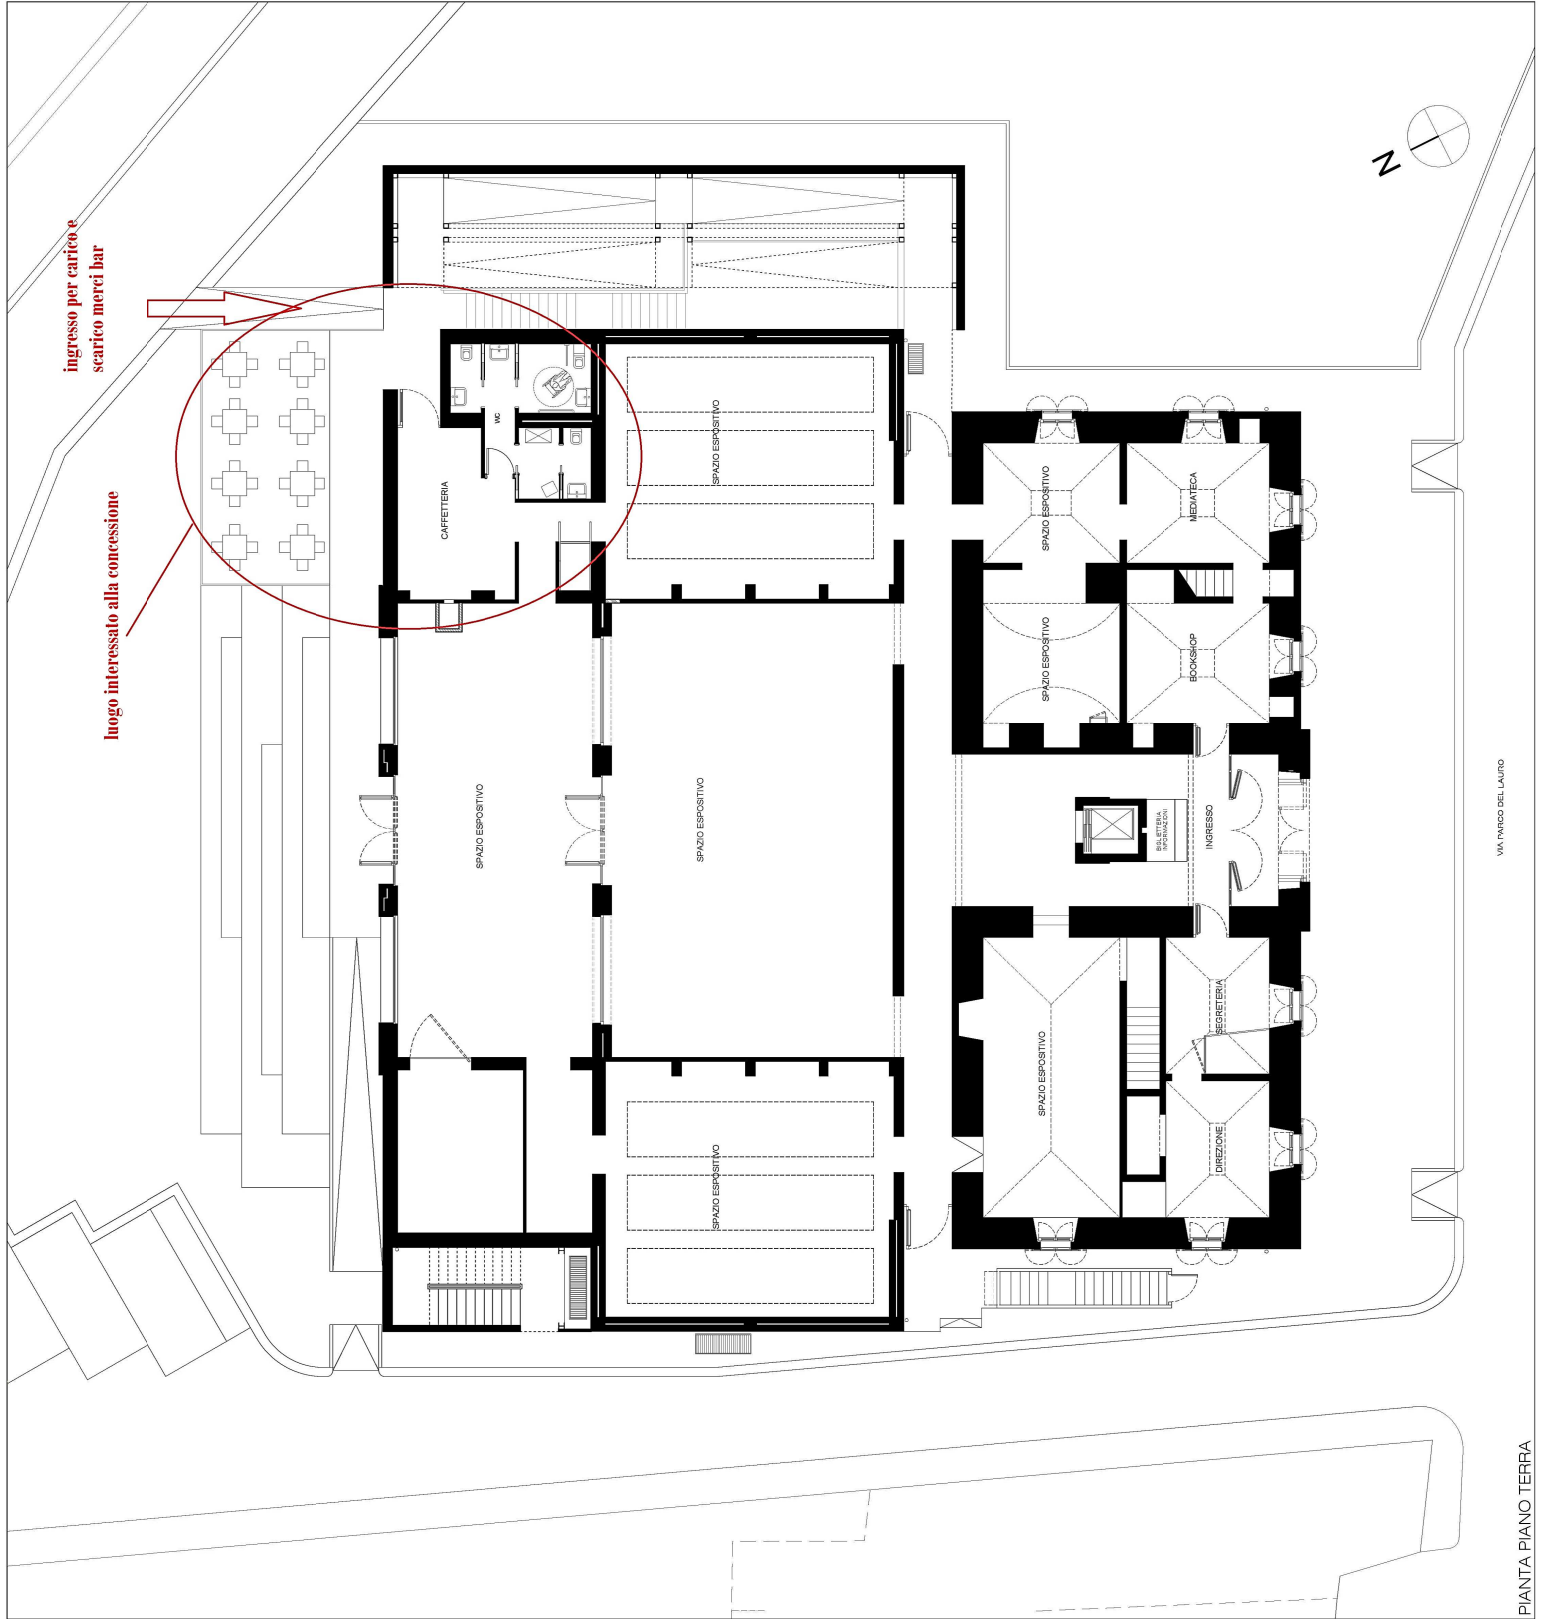 ingresso per carico e
scarico merci bar
luogo interessato alla concessione
N
CAFFETTERIA
WC
SPAZIO ESPOSITIVO
SPAZIO ESPOSITIVO
SPAZIO ESPOSITIVO
SPAZIO ESPOSITIVO
SPAZIO ESPOSITIVO
MEDIATECA
SPAZIO ESPOSITIVO
BOOKSHOP
BIGLIETTERIA
INFORMAZIONI
INGRESSO
SPAZIO ESPOSITIVO
SEGRETERIA
DIREZIONE
VIA PARCO DEL LAURO
PIANTA PIANO TERRA